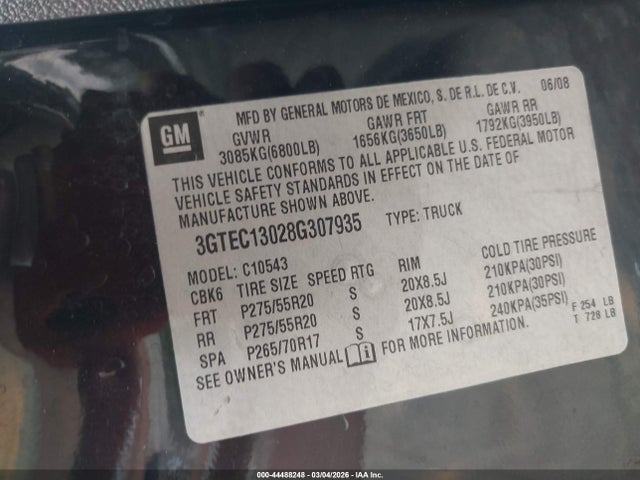 GM
MFD BY GENERAL MOTORS DE MEXICO, S. DE R.L. DE C.V. 06/08
GVWR GAWR FRT GAWR RR
3085KG(6800LB) 1656KG(3650LB) 1792KG(3950LB)
THIS VEHICLE CONFORMS TO ALL APPLICABLE U.S. FEDERAL MOTOR
VEHICLE SAFETY STANDARDS IN EFFECT ON THE DATE OF
MANUFACTURE SHOWN ABOVE.
3GTEC13028G307935 TYPE: TRUCK
MODEL: C10543
CBK6 TIRE SIZE SPEED RTG RIM COLD TIRE PRESSURE
FRT P275/55R20 S 20X8.5J 210KPA(30PSI)
RR P275/55R20 S 20X8.5J 210KPA(30PSI)
SPA P265/70R17 S 17X7.5J 240KPA(35PSI)
SEE OWNER'S MANUAL i FOR MORE INFORMATION.
F 254 LB
T 728 LB
000-44488248 - 03/04/2026 - IAA Inc.